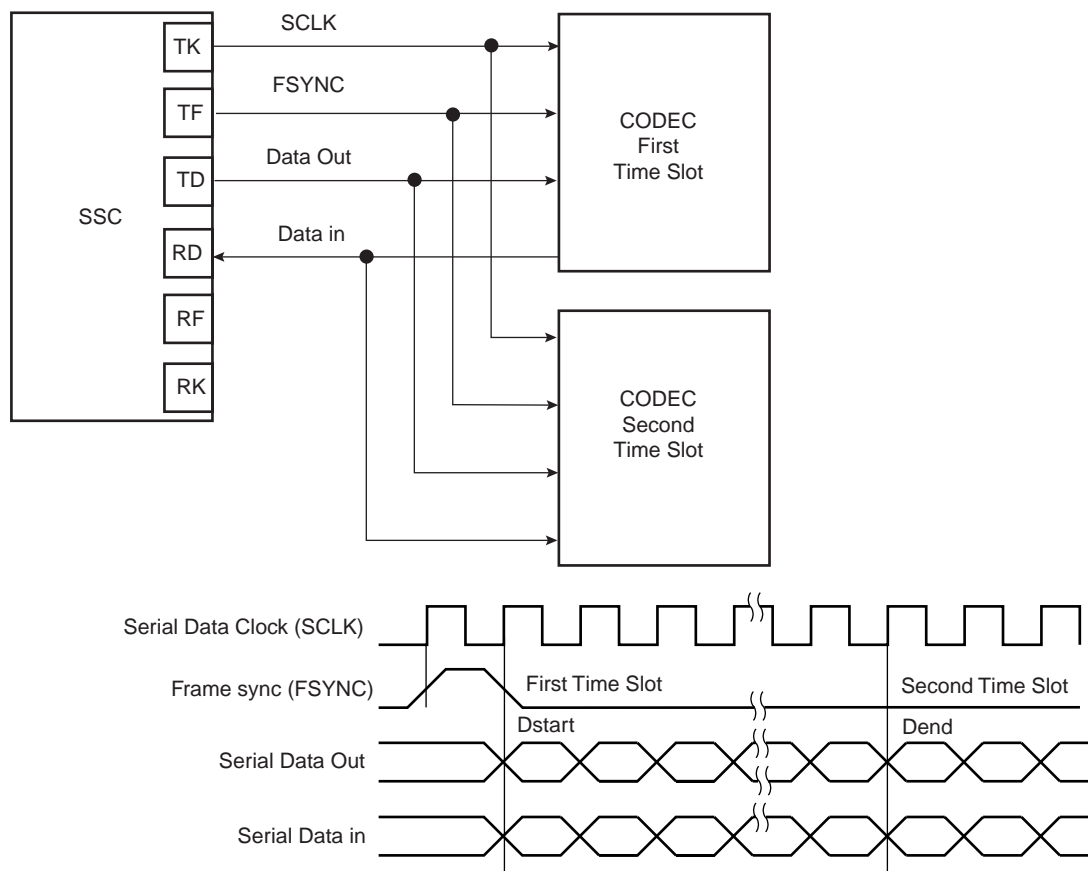 SSC
TK
TF
TD
RD
RF
RK
SCLK
FSYNC
Data Out
Data in
CODEC
First
Time Slot
CODEC
Second
Time Slot
Serial Data Clock (SCLK)
Frame sync (FSYNC)
First Time Slot
Second Time Slot
Dstart
Dend
Serial Data Out
Serial Data in